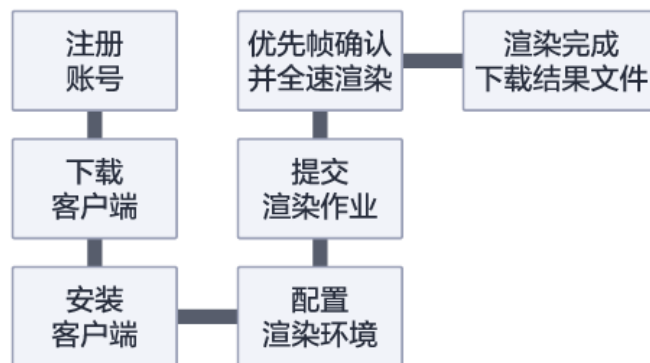 注册
账号
下载
客户端
安装
客户端
配置
渲染环境
提交
渲染作业
优先帧确认
并全速渲染
渲染完成
下载结果文件